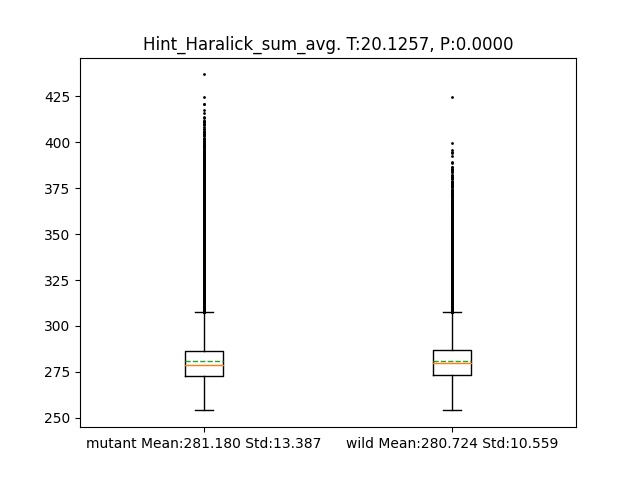 Hint_Haralick_sum_avg. T:20.1257, P:0.0000
425
400
375
350
325
300
275
250
mutant Mean:281.180 Std:13.387
wild Mean:280.724 Std:10.559